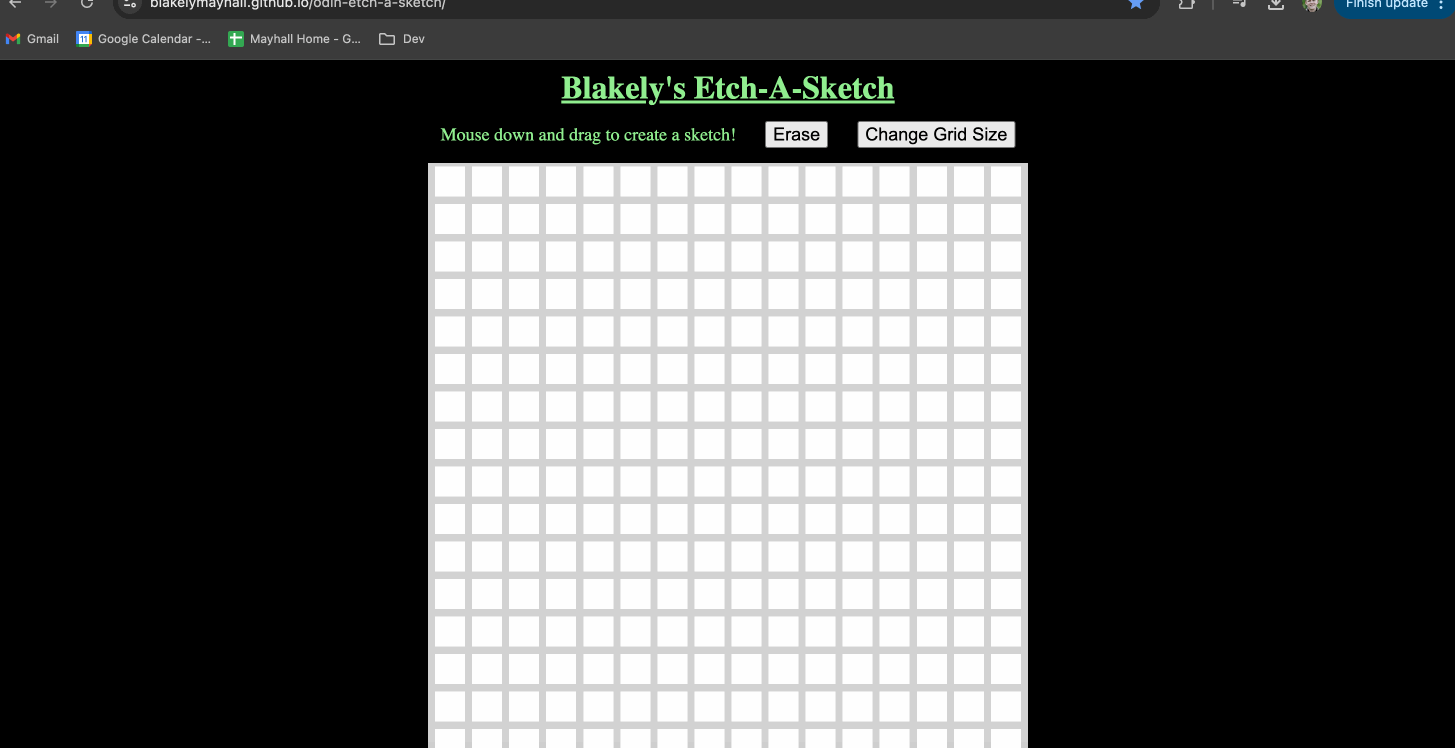 blakelymayhall.github.io/odin-etch-a-sketch/
Finish update
Gmail
Google Calendar -...
Mayhall Home - G...
Dev
Blakely's Etch-A-Sketch
Mouse down and drag to create a sketch!
Erase
Change Grid Size